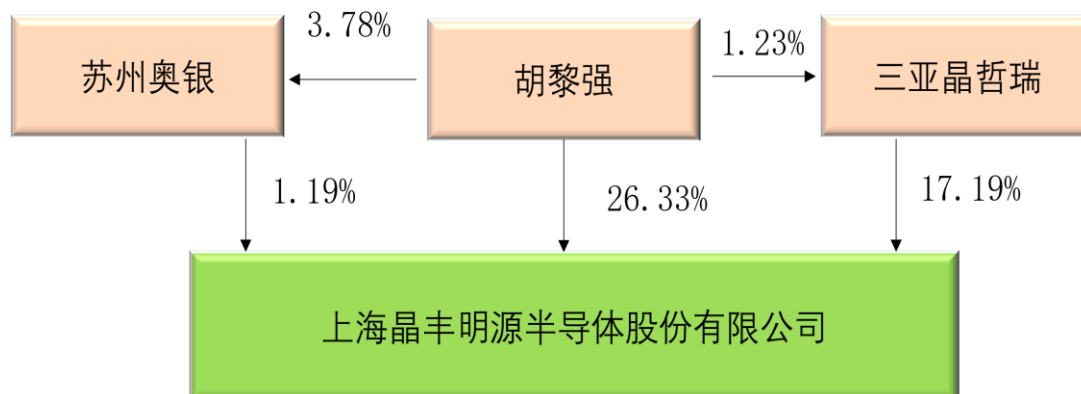 3.78%
1.23%
苏州奥银
胡黎强
三亚晶哲瑞
1.19%
26.33%
17.19%
上海晶丰明源半导体股份有限公司